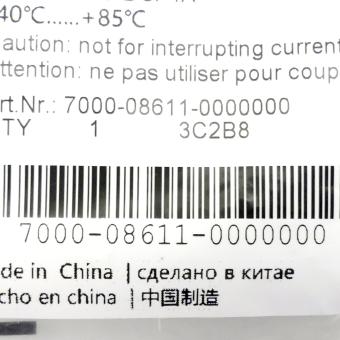 40°C......+85°C
aution: not for interrupting current
ttention: ne pas utiliser pour coup
rt.Nr.: 7000-08611-0000000
TY 1 3C2B8
7000-08611-0000000
de in China | сделано в китае
cho en china | 中国制造